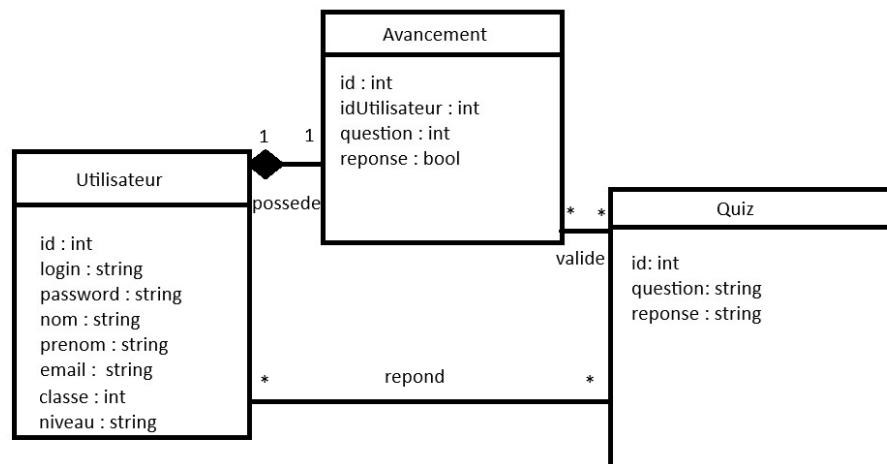 Avancement
id : int
idUtilisateur : int
question : int
reponse : bool
1 1
possede
Utilisateur
id : int
login : string
password : string
nom : string
prenom : string
email :  string
classe : int
niveau : string
* *
valide
Quiz
id: int
question: string
reponse : string
* repond *